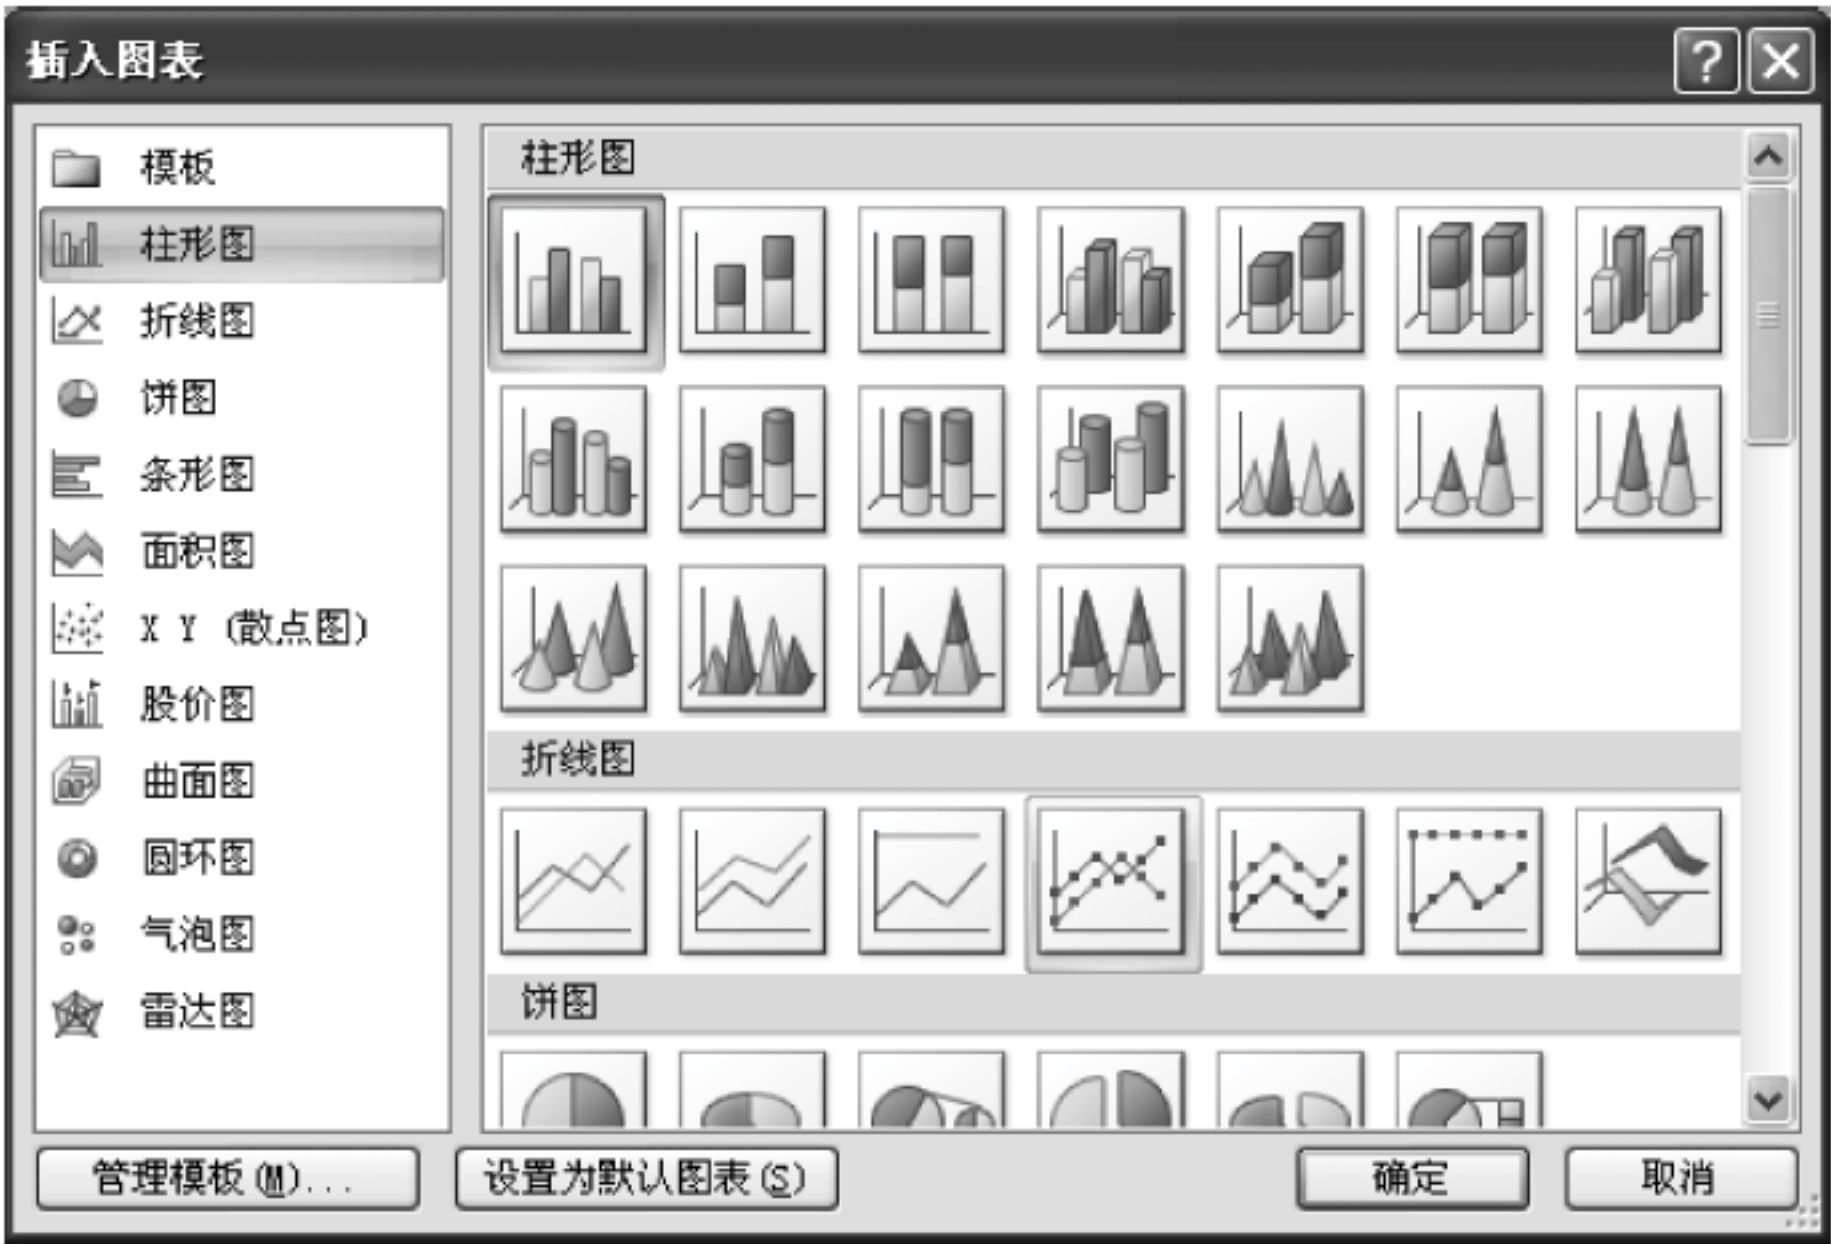 插入图表
模板
柱形图
折线图
饼图
条形图
面积图
X Y (散点图)
股价图
曲面图
圆环图
气泡图
雷达图
柱形图
折线图
饼图
管理模板(M)...
设置为默认图表(S)
确定
取消